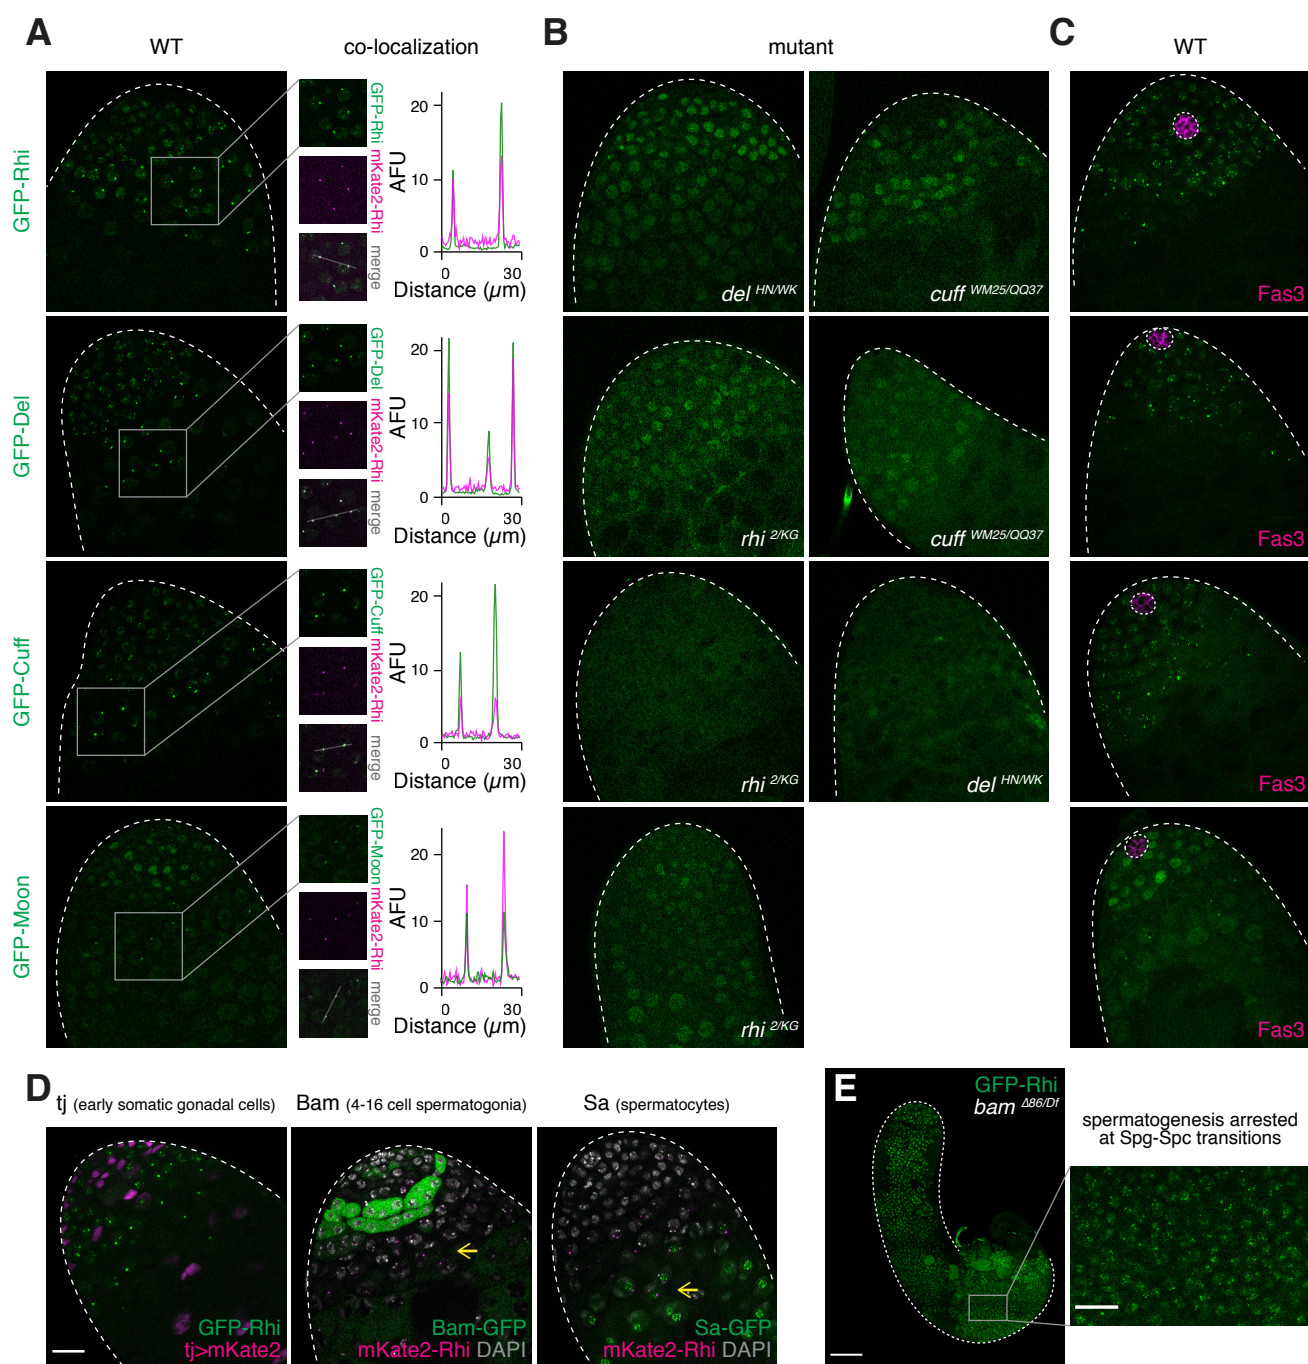 A
WT
co-localization
B
mutant
C
WT
GFP-Rhi
GFP-Rhi
mKate2-Rhi
merge
AFU
20
10
0
0
30
Distance (µm)
del HN/WK
cuff WM25/QQ37
Fas3
GFP-Del
GFP-Del
mKate2-Rhi
merge
AFU
20
10
0
0
30
Distance (µm)
rhi 2/KG
cuff WM25/QQ37
Fas3
GFP-Cuff
GFP-Cuff
mKate2-Rhi
merge
AFU
20
10
0
0
30
Distance (µm)
rhi 2/KG
del HN/WK
Fas3
GFP-Moon
GFP-Moon
mKate2-Rhi
merge
AFU
20
10
0
0
30
Distance (µm)
rhi 2/KG
Fas3
D
tj (early somatic gonadal cells)
Bam (4-16 cell spermatogonia)
Sa (spermatocytes)
GFP-Rhi
tj>mKate2
Bam-GFP
mKate2-Rhi DAPI
Sa-GFP
mKate2-Rhi DAPI
E
GFP-Rhi
bam Δ86/Df
spermatogenesis arrested
at Spg-Spc transitions